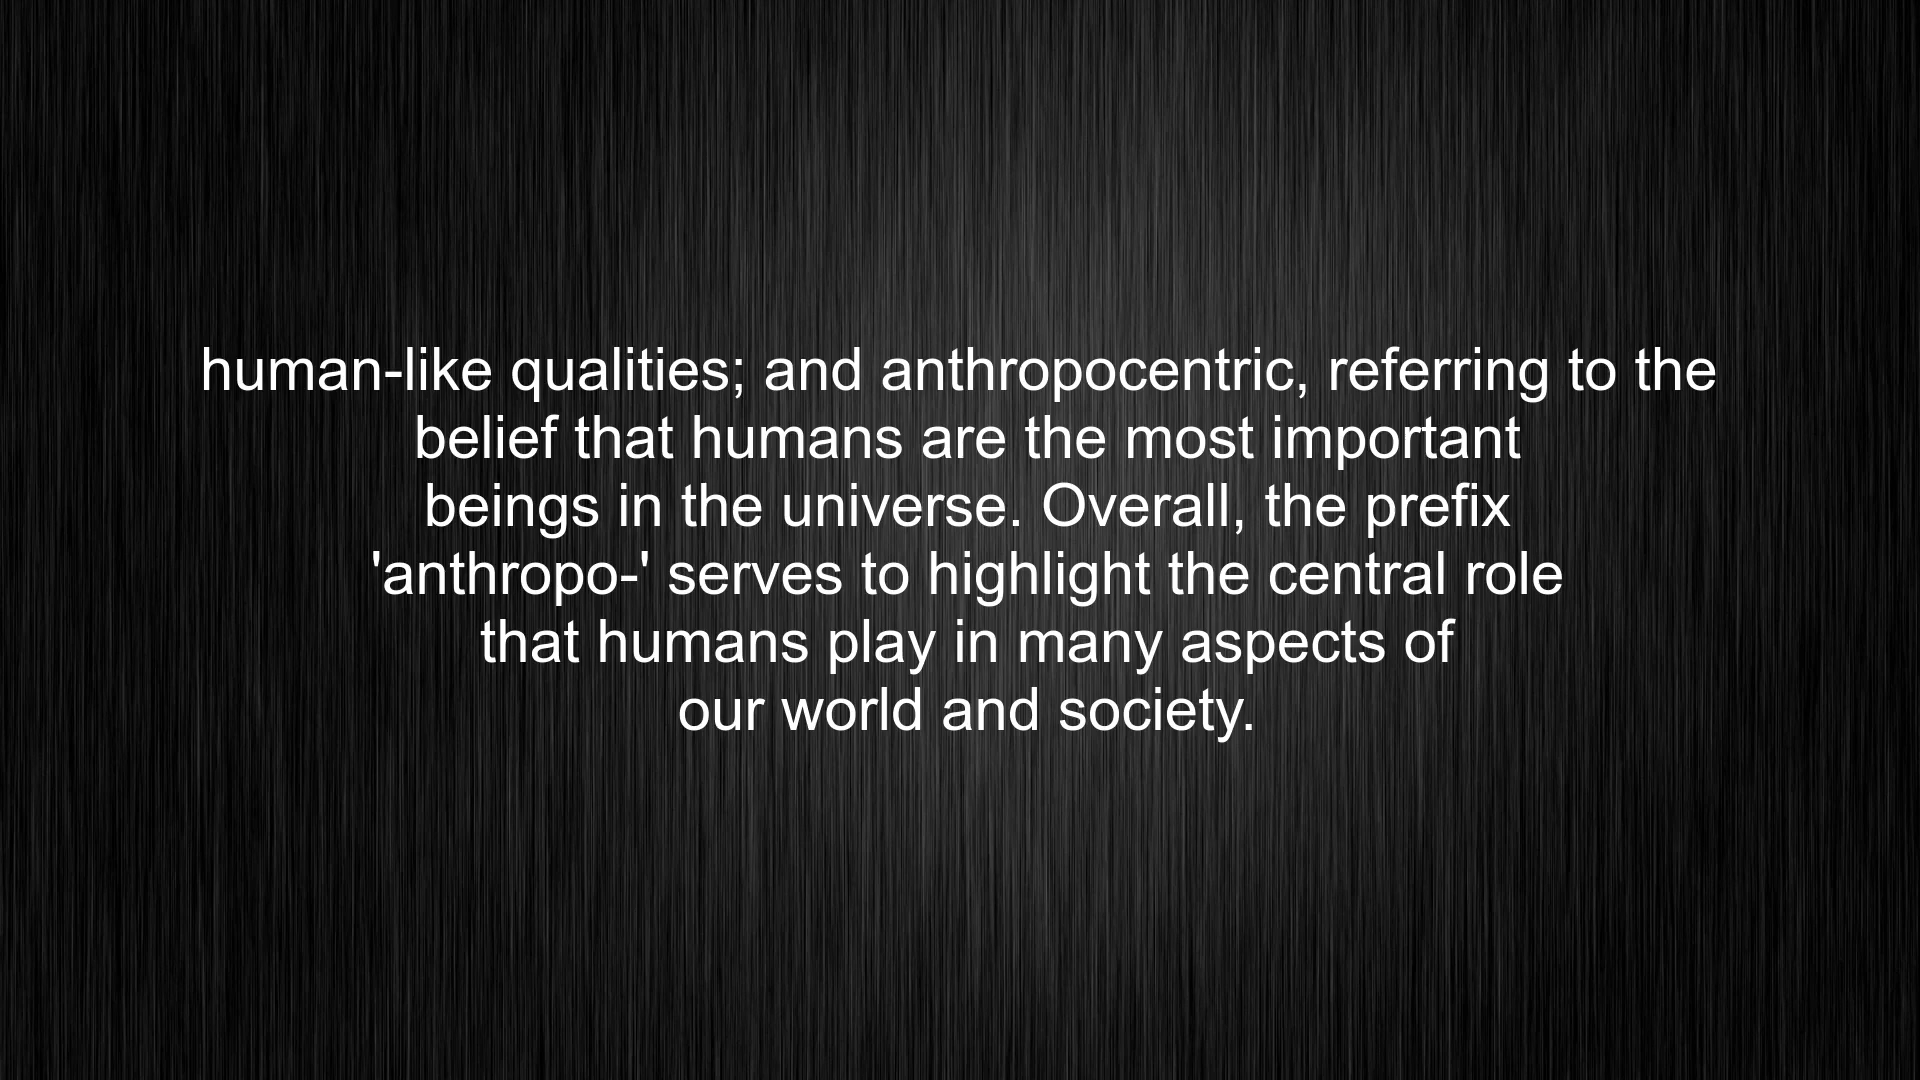 human-like qualities; and anthropocentric, referring to the
belief that humans are the most important
beings in the universe. Overall, the prefix
'anthropo-' serves to highlight the central role
that humans play in many aspects of
our world and society.